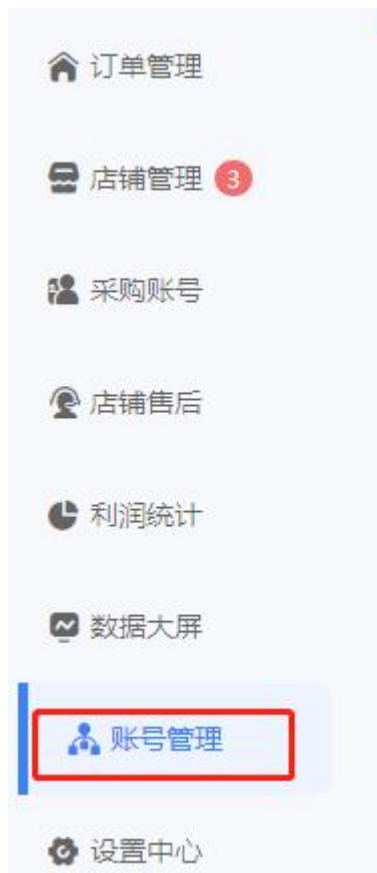 订单管理
店铺管理 3
采购账号
店铺售后
利润统计
数据大屏
账号管理
设置中心